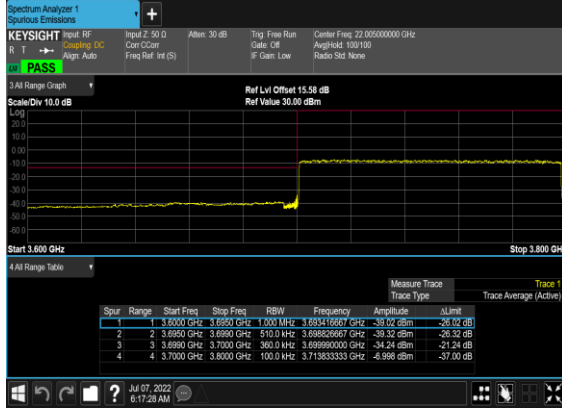 Spectrum Analyzer 1
Spurious Emissions
+
KEYSIGHT Input: RF Input Z: 50 Ω Atten: 30 dB Trig: Free Run Center Freq: 22.005000000 GHz
R T Coupling: DC Corr CCorr Gate: Off Avg|Hold: 100/100
Align: Auto Freq Ref: Int (S) IF Gain: Low Radio Std: None
PASS
3 All Range Graph
Ref Lvl Offset 15.58 dB
Scale/Div 10.0 dB Ref Value 30.00 dBm
Log
20.0
10.0
0.00
-10.0
-20.0
-30.0
-40.0
-50.0
-60.0
Start 3.600 GHz Stop 3.800 GH
4 All Range Table
Measure Trace Trace 1
Trace Type Trace Average (Active)
Spur Range Start Freq Stop Freq RBW Frequency Amplitude ΔLimit
1 1 3.6000 GHz 3.6950 GHz 1.000 MHz 3.693416667 GHz -39.02 dBm -26.02 dB
2 2 3.6950 GHz 3.6990 GHz 510.0 kHz 3.698826667 GHz -39.32 dBm -26.32 dB
3 3 3.6990 GHz 3.7000 GHz 360.0 kHz 3.699990000 GHz -34.24 dBm -21.24 dB
4 4 3.7000 GHz 3.8000 GHz 100.0 kHz 3.713833333 GHz -6.998 dBm -37.00 dB
? Jul 07, 2022
6:17:28 AM